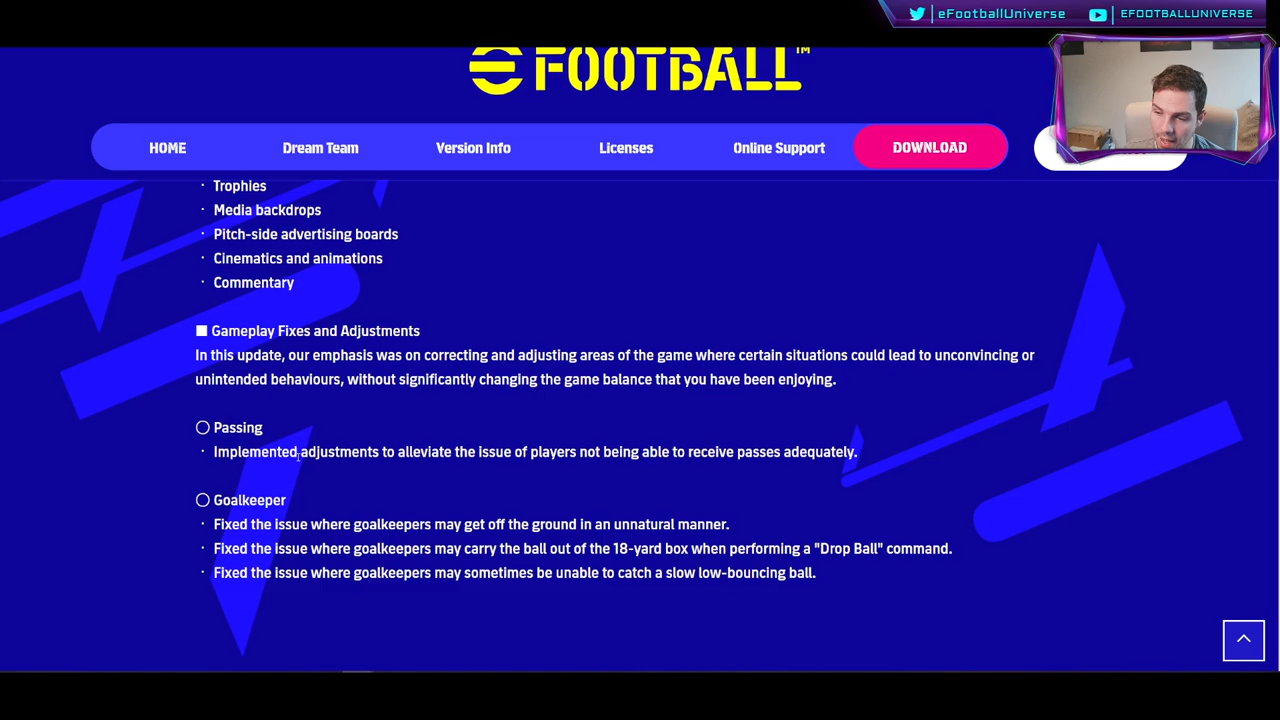 eFootballUniverse
EFOOTBALLUNIVERSE
FOOTBALL™
HOME
Dream Team
Version Info
Licenses
Online Support
DOWNLOAD
· Trophies
· Media backdrops
· Pitch-side advertising boards
· Cinematics and animations
· Commentary
■ Gameplay Fixes and Adjustments
In this update, our emphasis was on correcting and adjusting areas of the game where certain situations could lead to unconvincing or
unintended behaviours, without significantly changing the game balance that you have been enjoying.
○ Passing
· Implemented adjustments to alleviate the issue of players not being able to receive passes adequately.
○ Goalkeeper
· Fixed the issue where goalkeepers may get off the ground in an unnatural manner.
· Fixed the issue where goalkeepers may carry the ball out of the 18-yard box when performing a "Drop Ball" command.
· Fixed the issue where goalkeepers may sometimes be unable to catch a slow low-bouncing ball.